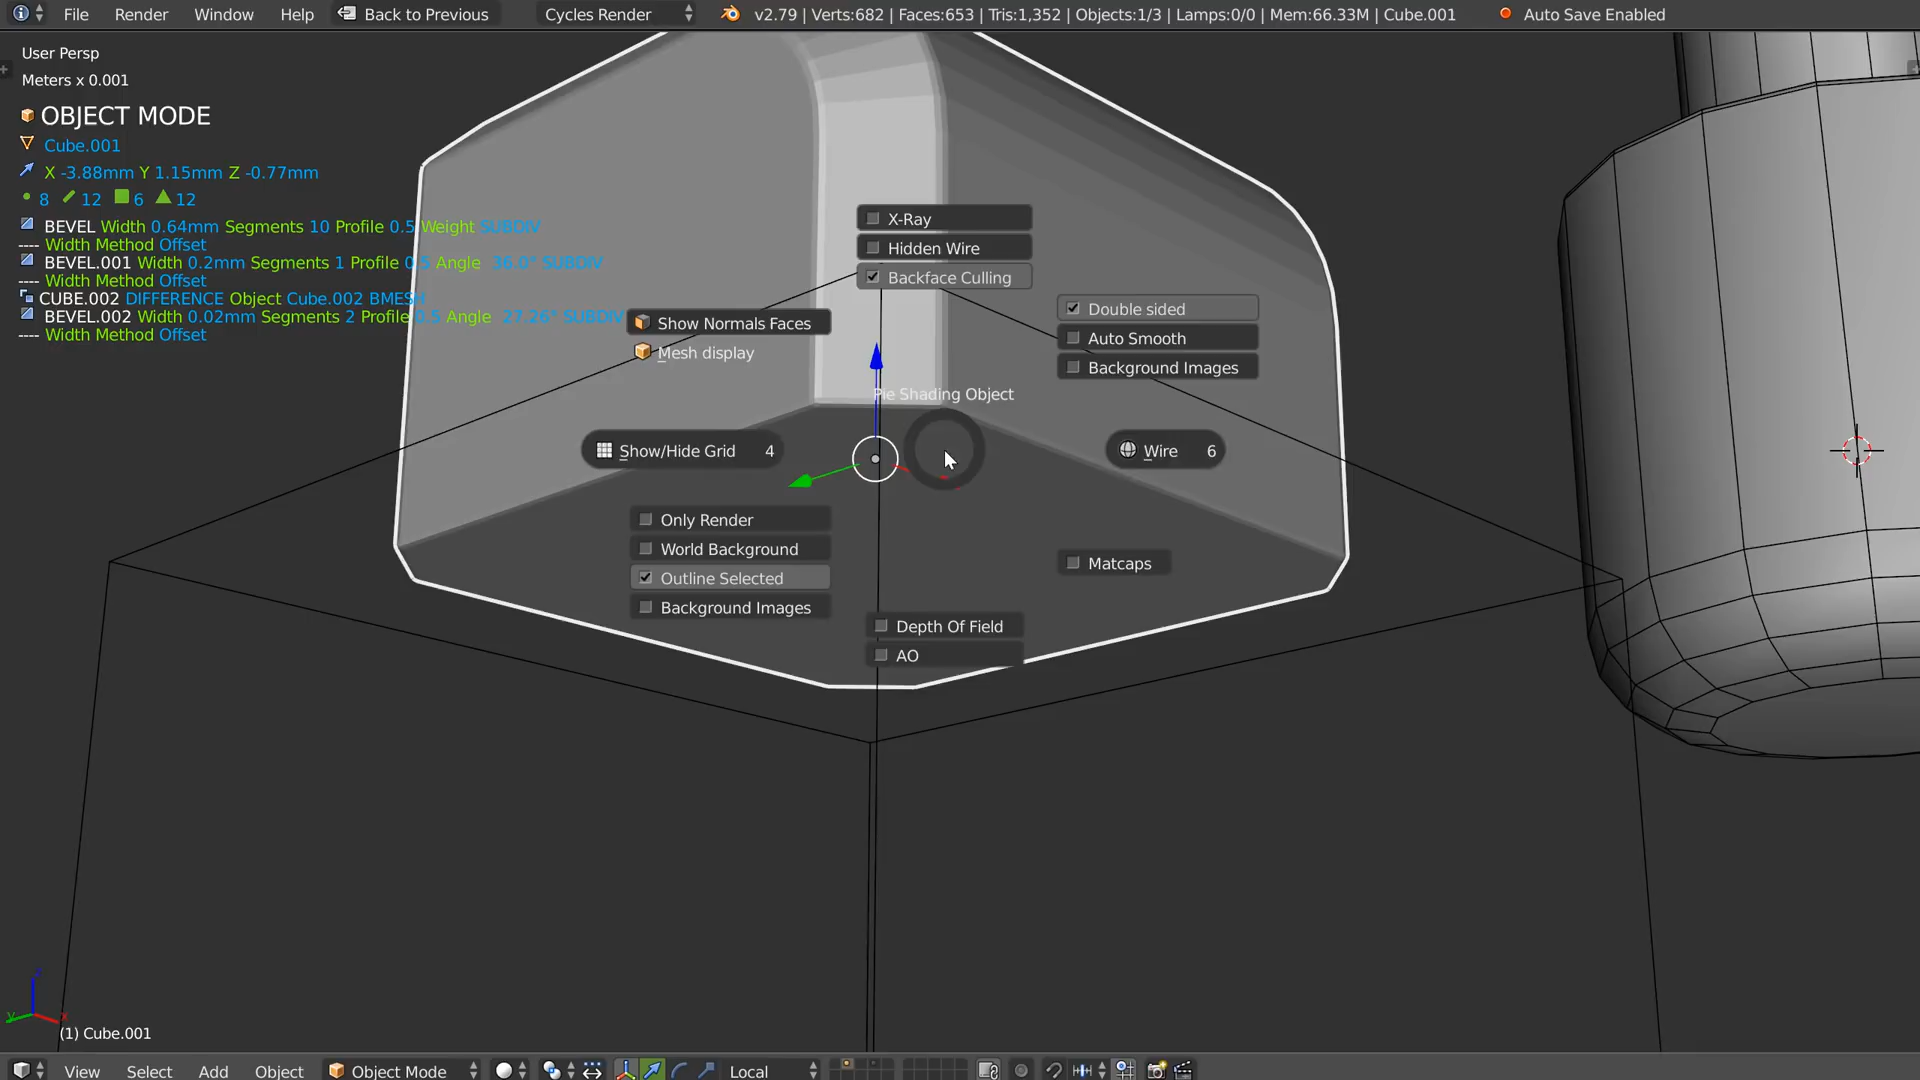 File Render Window Help Back to Previous Cycles Render v2.79 | Verts:682 | Faces:653 | Tris:1,352 | Objects:1/3 | Lamps:0/0 | Mem:66.33M | Cube.001 Auto Save Enabled
User Persp
Meters x 0.001
OBJECT MODE
Cube.001
X -3.88mm Y 1.15mm Z -0.77mm
8 12 6 12
BEVEL Width 0.64mm Segments 10 Profile 0.5 Weight SUBDIV
---- Width Method Offset
BEVEL.001 Width 0.2mm Segments 1 Profile 0.5 Angle 36.0° SUBDIV
---- Width Method Offset
CUBE.002 DIFFERENCE Object Cube.002 BMESH
BEVEL.002 Width 0.02mm Segments 2 Profile 0.5 Angle 27.26° SUBDIV
---- Width Method Offset
X-Ray
Hidden Wire
Backface Culling
Show Normals Faces
Mesh display
Double sided
Auto Smooth
Background Images
Pie Shading Object
Show/Hide Grid 4
Wire 6
Only Render
World Background
Outline Selected
Background Images
Matcaps
Depth Of Field
AO
z
y x
(1) Cube.001
View Select Add Object Object Mode Local